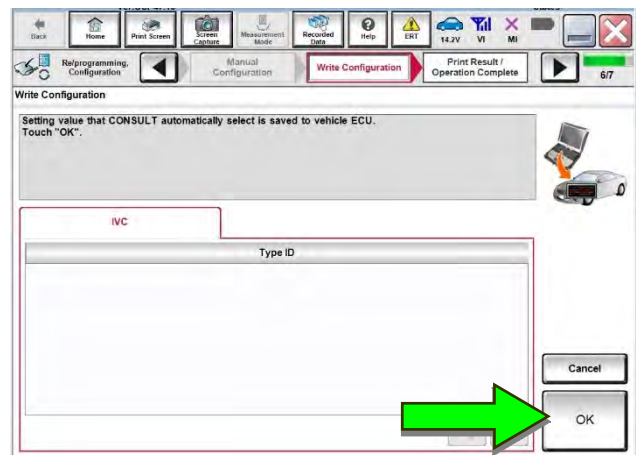 Back
Home
Print Screen
Screen
Capture
Measurement
Mode
Recorded
Data
Help
ERT
14.2V
VI
MI
Re/programming,
Configuration
Manual
Configuration
Write Configuration
Print Result /
Operation Complete
6/7
Write Configuration
Setting value that CONSULT automatically select is saved to vehicle ECU.
Touch "OK".
IVC
Type ID
Cancel
OK